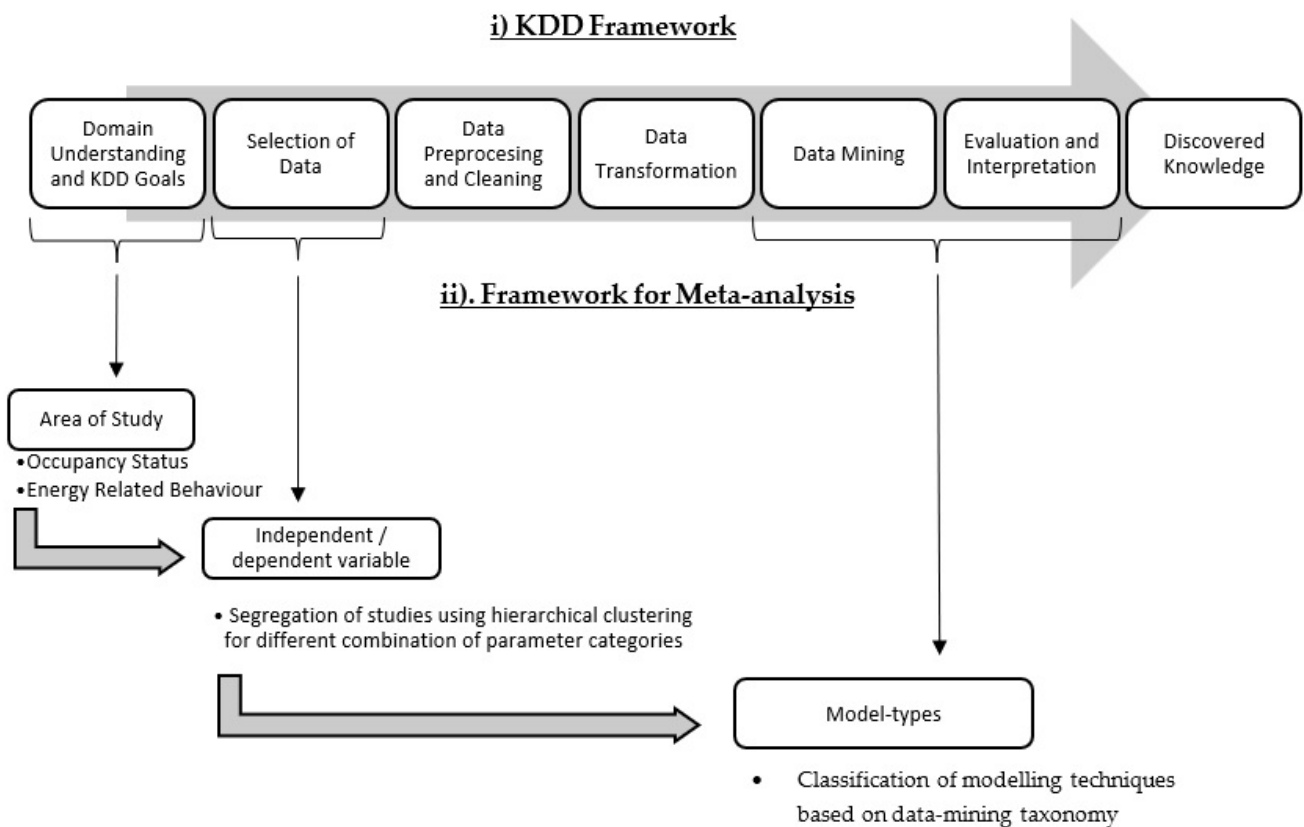 i) KDD Framework
Domain
Understanding
and KDD Goals
Selection of
Data
Data
Preprocesing
and Cleaning
Data
Transformation
Data Mining
Evaluation and
Interpretation
Discovered
Knowledge
ii). Framework for Meta-analysis
Area of Study
•Occupancy Status
•Energy Related Behaviour
Independent /
dependent variable
• Segregation of studies using hierarchical clustering
for different combination of parameter categories
Model-types
• Classification of modelling techniques
based on data-mining taxonomy